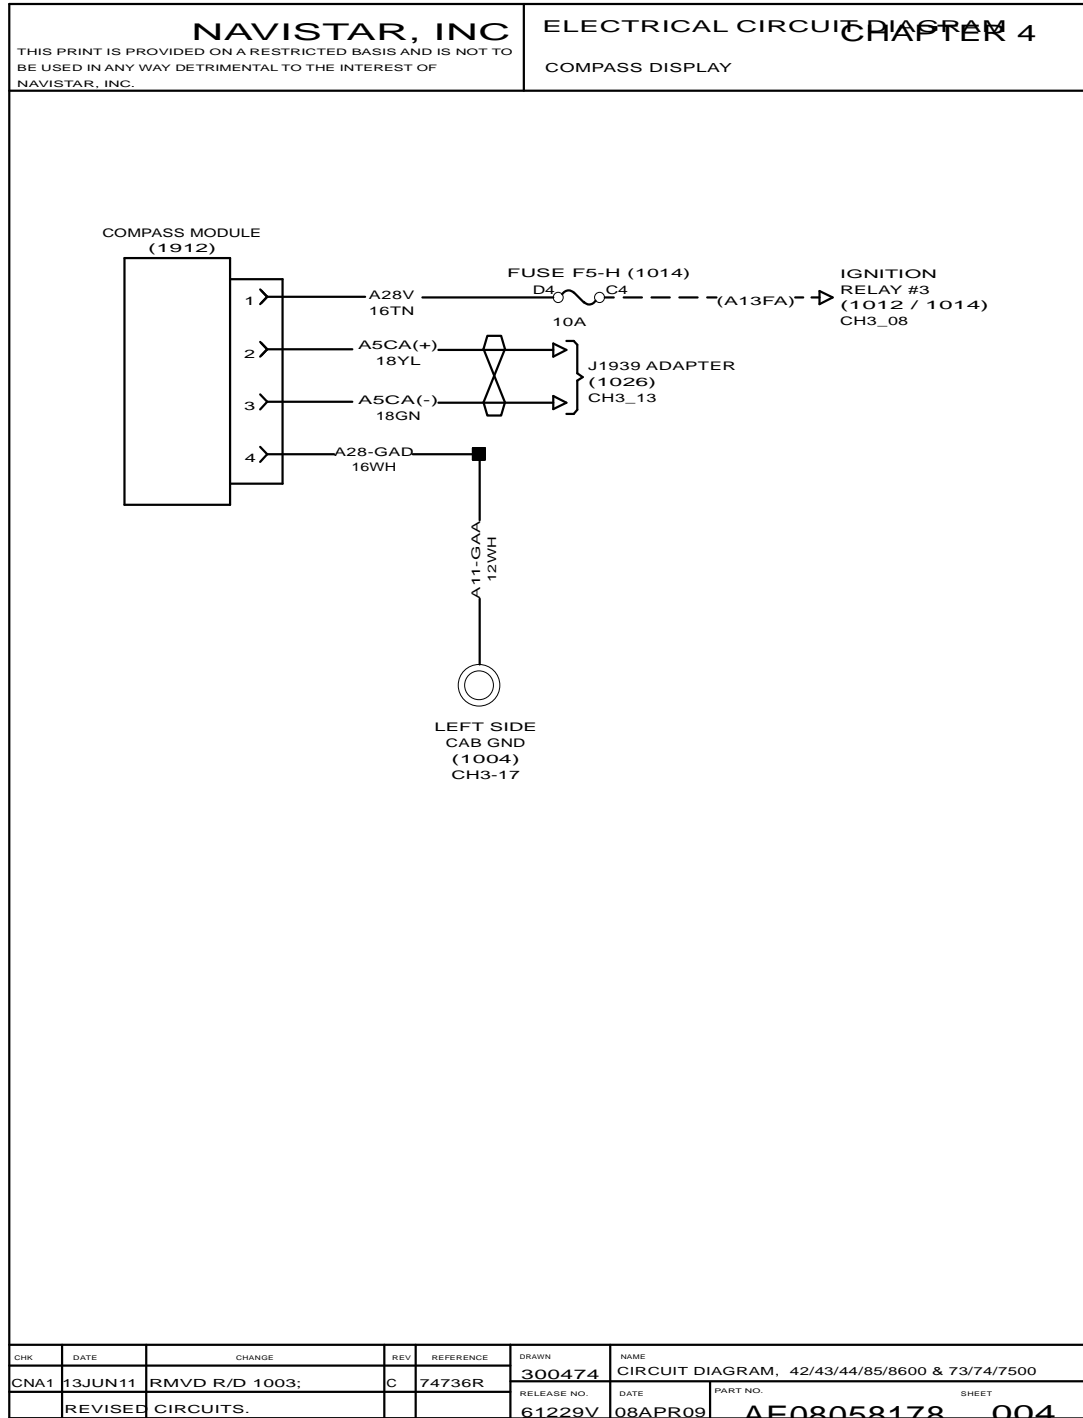 NAVISTAR, INC
THIS PRINT IS PROVIDED ON A RESTRICTED BASIS AND IS NOT TO
BE USED IN ANY WAY DETRIMENTAL TO THE INTEREST OF
NAVISTAR, INC.
ELECTRICAL CIRCUIT DIAGRAM
CHAPTER 4
COMPASS DISPLAY
COMPASS MODULE
(1912)
1
A28V
16TN
FUSE F5-H (1014)
D4
C4
10A
(A13FA)
IGNITION
RELAY #3
(1012 / 1014)
CH3_08
2
A5CA(+)
18YL
3
A5CA(-)
18GN
J1939 ADAPTER
(1026)
CH3_13
4
A28-GAD
16WH
A11-GAA
12WH
LEFT SIDE
CAB GND
(1004)
CH3-17
CHK DATE CHANGE REV REFERENCE
CNA1 13JUN11 RMVD R/D 1003; C 74736R
REVISED CIRCUITS.
DRAWN
300474
NAME
CIRCUIT DIAGRAM, 42/43/44/85/8600 & 73/74/7500
RELEASE NO.
61229V
DATE
08APR09
PART NO.
AE08058178
SHEET
004